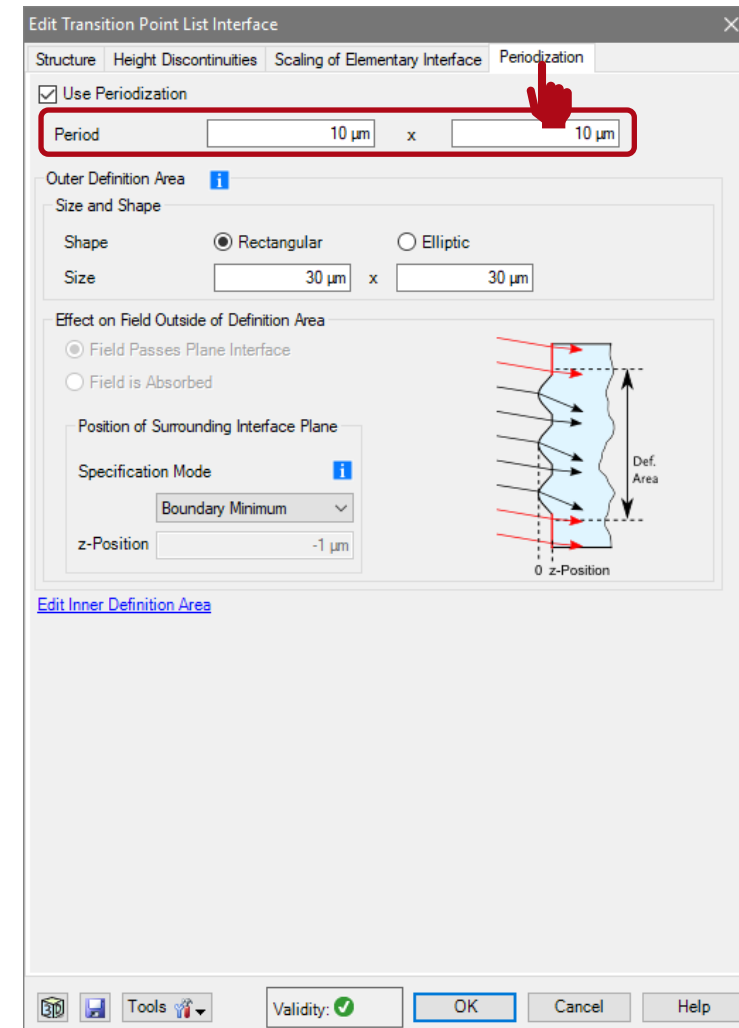 Edit Transition Point List Interface
Structure Height Discontinuities Scaling of Elementary Interface Periodization
Use Periodization
Period 10 µm x 10 µm
Outer Definition Area i
Size and Shape
Shape Rectangular Elliptic
Size 30 µm x 30 µm
Effect on Field Outside of Definition Area
Field Passes Plane Interface
Field is Absorbed
Position of Surrounding Interface Plane
Specification Mode i
Boundary Minimum
z-Position -1 µm
Def.
Area
0 z-Position
Edit Inner Definition Area
3D Tools Validity: OK Cancel Help